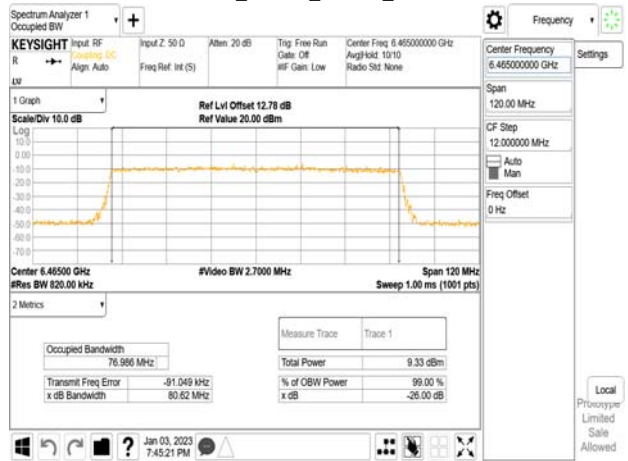 Spectrum Analyzer 1
Occupied BW
Frequency
KEYSIGHT
Input: RF
Coupling: DC
Align: Auto
R
LXI
Input Z: 50 Ω
Freq Ref: Int (S)
Atten: 20 dB
Trig: Free Run
Gate: Off
#IF Gain: Low
Center Freq: 6.465000000 GHz
Avg|Hold: 10/10
Radio Std: None
Center Frequency
6.465000000 GHz
Settings
Span
120.00 MHz
CF Step
12.000000 MHz
Auto
Man
Freq Offset
0 Hz
1 Graph
Scale/Div 10.0 dB
Ref Lvl Offset 12.78 dB
Ref Value 20.00 dBm
Log
10.0
0.00
-10.0
-20.0
-30.0
-40.0
-50.0
-60.0
-70.0
Center 6.46500 GHz
#Res BW 820.00 kHz
#Video BW 2.7000 MHz
Span 120 MHz
Sweep 1.00 ms (1001 pts)
2 Metrics
Measure Trace
Trace 1
Occupied Bandwidth
76.986 MHz
Total Power
9.33 dBm
Transmit Freq Error
-91.049 kHz
% of OBW Power
99.00 %
x dB Bandwidth
80.62 MHz
x dB
-26.00 dB
Local
Prototype
Limited
Sale
Allowed
Jan 03, 2023
7:45:21 PM